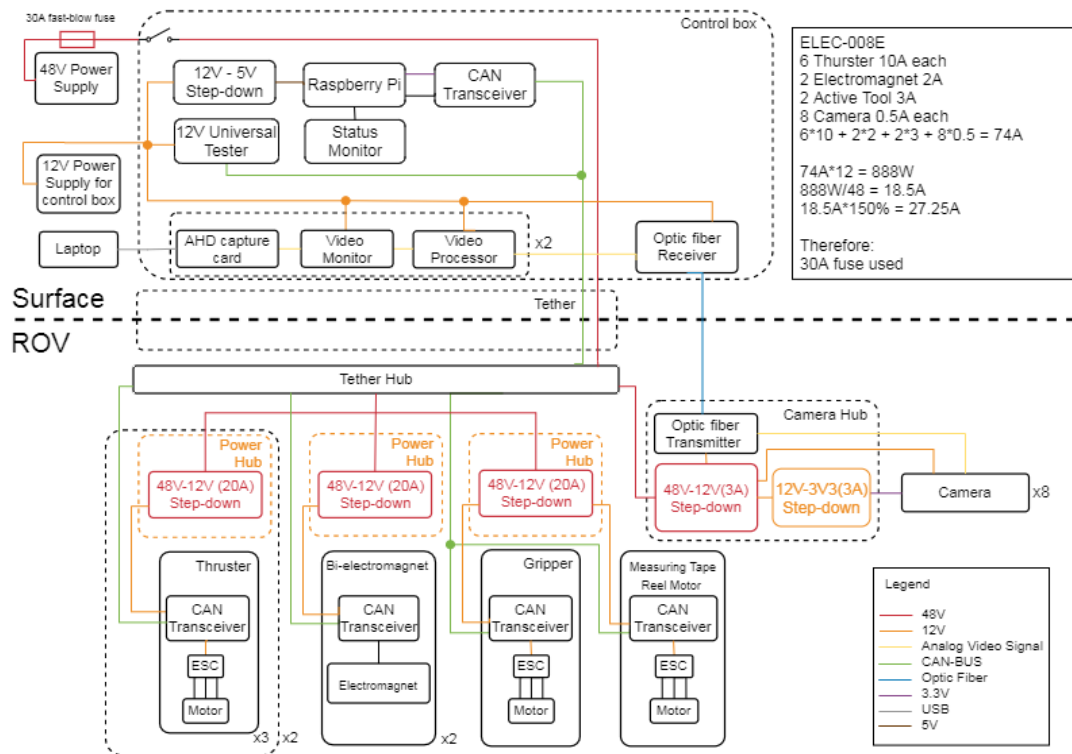 30A fast-blow fuse
Control box
48V Power
Supply
12V - 5V
Step-down
Raspberry Pi
CAN
Transceiver
12V Universal
Tester
Status
Monitor
12V Power
Supply for
control box
Laptop
AHD capture
card
Video
Monitor
Video
Processor
x2
Optic fiber
Receiver
ELEC-008E
6 Thurster 10A each
2 Electromagnet 2A
2 Active Tool 3A
8 Camera 0.5A each
6*10 + 2*2 + 2*3 + 8*0.5 = 74A
74A*12 = 888W
888W/48 = 18.5A
18.5A*150% = 27.25A
Therefore:
30A fuse used
Surface
Tether
ROV
Tether Hub
Power
Hub
48V-12V (20A)
Step-down
Power
Hub
48V-12V (20A)
Step-down
Power
Hub
48V-12V (20A)
Step-down
Camera Hub
Optic fiber
Transmitter
48V-12V(3A)
Step-down
12V-3V3(3A)
Step-down
Camera
x8
Thruster
CAN
Transceiver
ESC
Motor
x3
x2
Bi-electromagnet
CAN
Transceiver
Electromagnet
x2
Gripper
CAN
Transceiver
ESC
Motor
Measuring Tape
Reel Motor
CAN
Transceiver
ESC
Motor
Legend
48V
12V
Analog Video Signal
CAN-BUS
Optic Fiber
3.3V
USB
5V